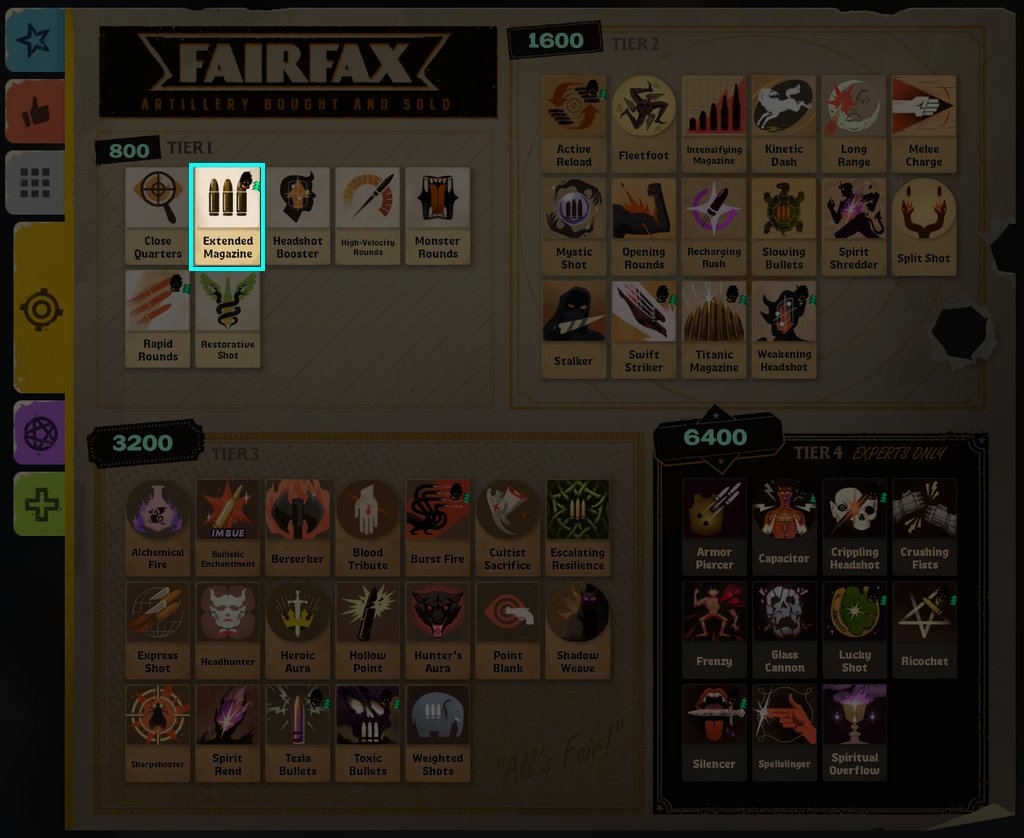 FAIRFAX
ARTILLERY BOUGHT AND SOLD
800
TIER 1
Close
Quarters
Extended
Magazine
Headshot
Booster
High-Velocity
Rounds
Monster
Rounds
Rapid
Rounds
Restorative
Shot
1600
TIER 2
Active
Reload
Fleetfoot
Intensifying
Magazine
Kinetic
Dash
Long
Range
Melee
Charge
Mystic
Shot
Opening
Rounds
Recharging
Rush
Slowing
Bullets
Spirit
Shredder
Split Shot
Stalker
Swift
Striker
Titanic
Magazine
Weakening
Headshot
3200
TIER 3
Alchemical
Fire
IMBUE
Ballistic
Enchantment
Berserker
Blood
Tribute
Burst Fire
Cultist
Sacrifice
Escalating
Resilience
Express
Shot
Headhunter
Heroic
Aura
Hollow
Point
Hunter's
Aura
Point
Blank
Shadow
Weave
Sharpshooter
Spirit
Rend
Tesla
Bullets
Toxic
Bullets
Weighted
Shots
"All's Fair!"
6400
TIER 4 EXPERTS ONLY
Armor
Piercer
Capacitor
Crippling
Headshot
Crushing
Fists
Frenzy
Glass
Cannon
Lucky
Shot
Ricochet
Silencer
Spellslinger
Spiritual
Overflow